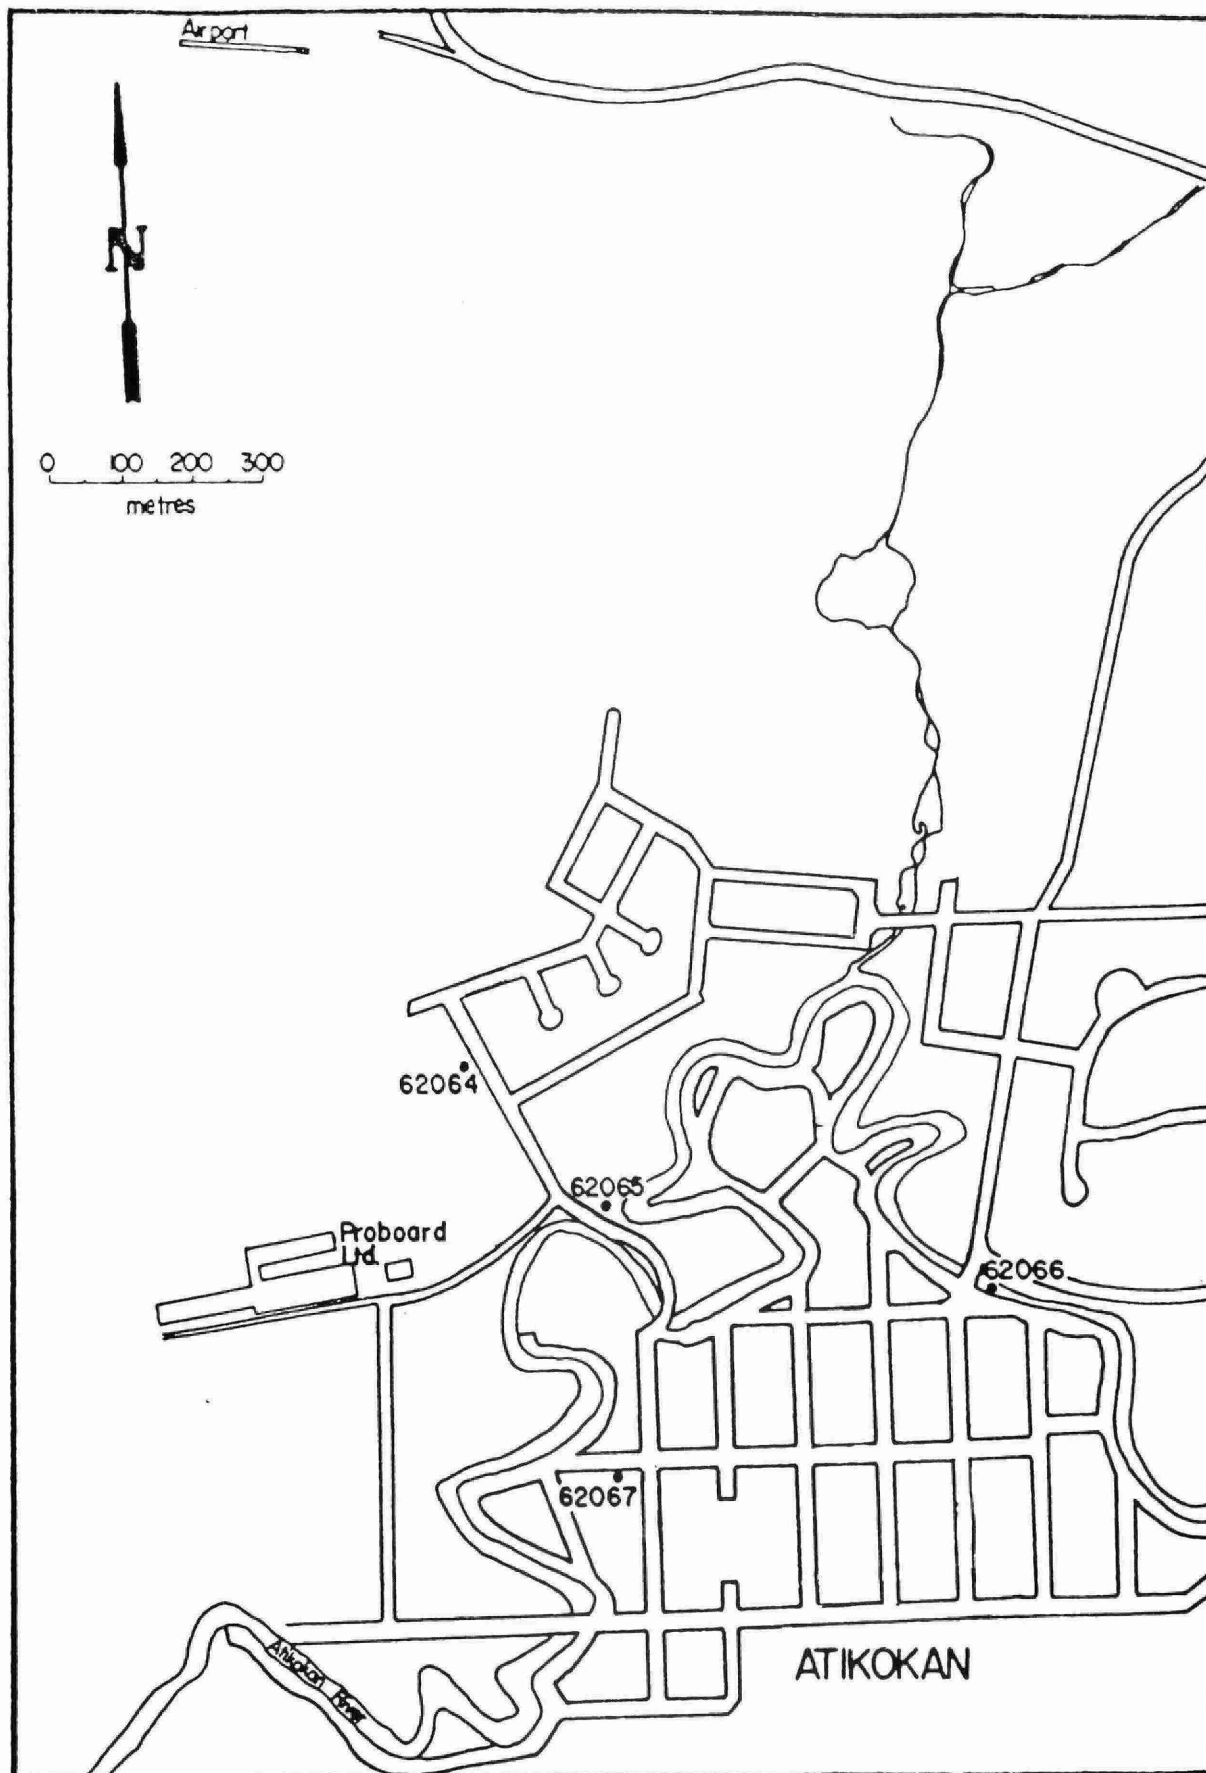 Airport
N
0 100 200 300
metres
62064
62065
Proboard
Ltd.
62066
62067
ATIKOKAN
Atikokan River